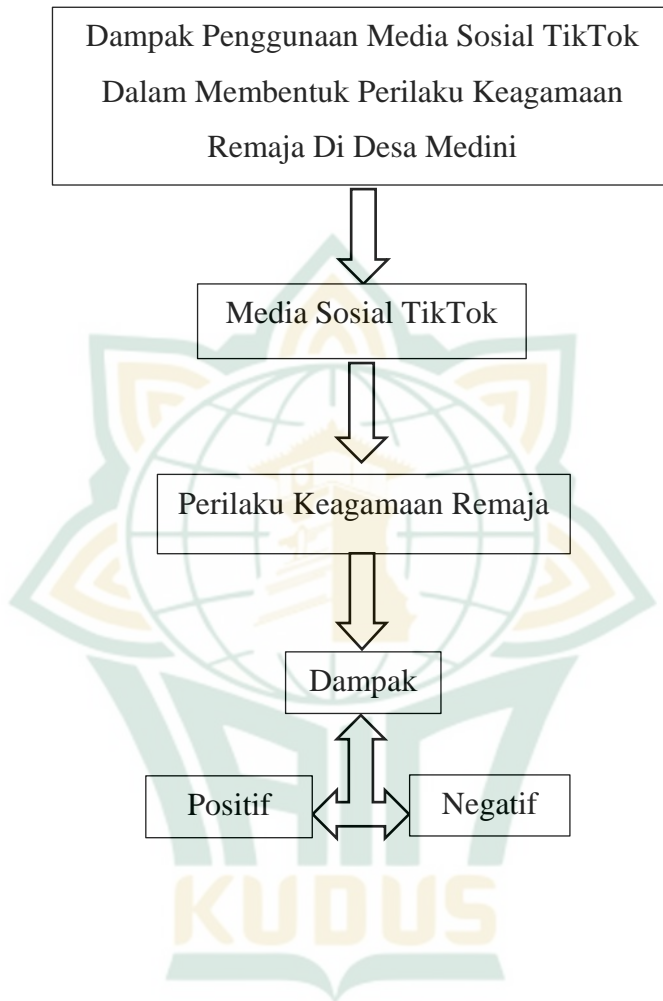 Dampak Penggunaan Media Sosial TikTok
Dalam Membentuk Perilaku Keagamaan
Remaja Di Desa Medini
Media Sosial TikTok
Perilaku Keagamaan Remaja
Dampak
Positif
Negatif
IAIN
KUDUS